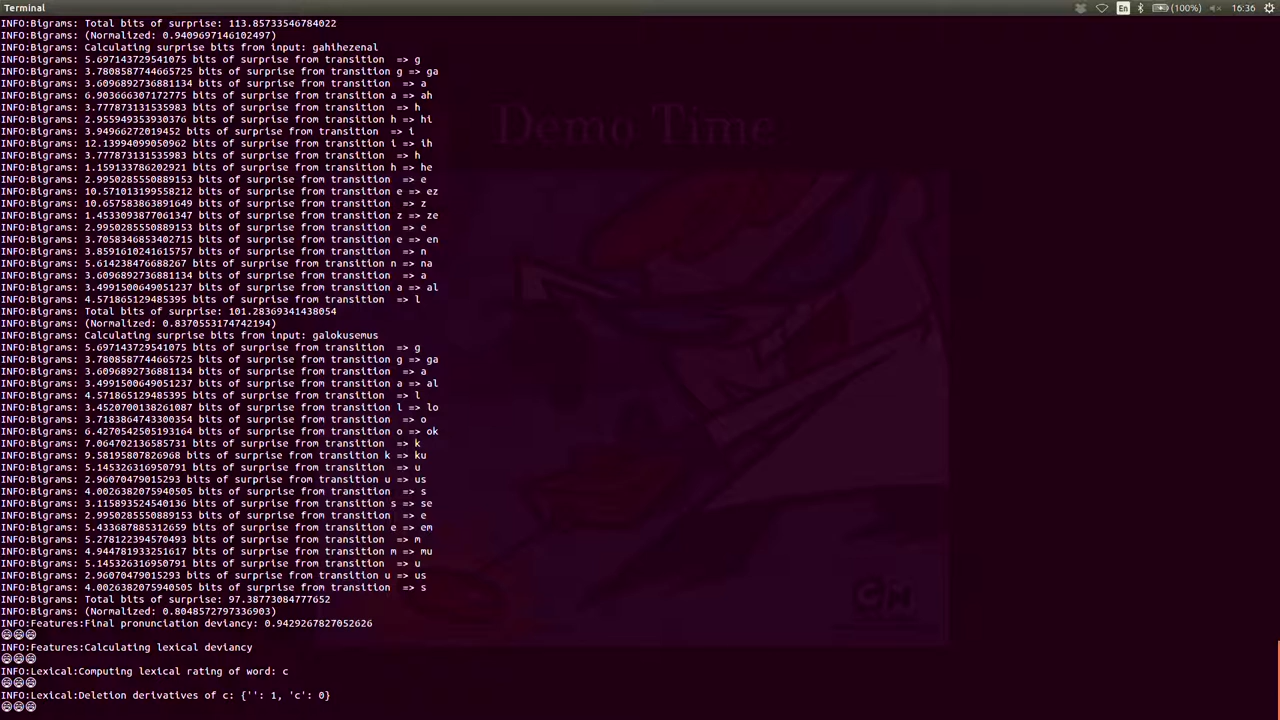 Terminal
En
(100%)
16:36
INFO:Bigrams: Total bits of surprise: 113.85733546784022
INFO:Bigrams: (Normalized: 0.9409697146102497)
INFO:Bigrams: Calculating surprise bits from input: gahihezenal
INFO:Bigrams: 5.697143729541075 bits of surprise from transition  => g
INFO:Bigrams: 3.7808587744665725 bits of surprise from transition g => ga
INFO:Bigrams: 3.6096892736881134 bits of surprise from transition  => a
INFO:Bigrams: 6.903666307172775 bits of surprise from transition a => ah
INFO:Bigrams: 3.777873131535983 bits of surprise from transition  => h
INFO:Bigrams: 2.955949353930376 bits of surprise from transition h => hi
INFO:Bigrams: 3.94966272019452 bits of surprise from transition  => i
INFO:Bigrams: 12.13994099050962 bits of surprise from transition i => ih
INFO:Bigrams: 3.777873131535983 bits of surprise from transition  => h
INFO:Bigrams: 1.159133786202921 bits of surprise from transition h => he
INFO:Bigrams: 2.9950285550889153 bits of surprise from transition  => e
INFO:Bigrams: 10.571013199558212 bits of surprise from transition e => ez
INFO:Bigrams: 10.657583863891649 bits of surprise from transition  => z
INFO:Bigrams: 1.4533093877061347 bits of surprise from transition z => ze
INFO:Bigrams: 2.9950285550889153 bits of surprise from transition  => e
INFO:Bigrams: 3.7058346853402715 bits of surprise from transition e => en
INFO:Bigrams: 3.8591610241615757 bits of surprise from transition  => n
INFO:Bigrams: 5.614238476688267 bits of surprise from transition n => na
INFO:Bigrams: 3.6096892736881134 bits of surprise from transition  => a
INFO:Bigrams: 3.4991500649051237 bits of surprise from transition a => al
INFO:Bigrams: 4.571865129485395 bits of surprise from transition  => l
INFO:Bigrams: Total bits of surprise: 101.28369341438054
INFO:Bigrams: (Normalized: 0.8370553174742194)
INFO:Bigrams: Calculating surprise bits from input: galokusemus
INFO:Bigrams: 5.697143729541075 bits of surprise from transition  => g
INFO:Bigrams: 3.7808587744665725 bits of surprise from transition g => ga
INFO:Bigrams: 3.6096892736881134 bits of surprise from transition  => a
INFO:Bigrams: 3.4991500649051237 bits of surprise from transition a => al
INFO:Bigrams: 4.571865129485395 bits of surprise from transition  => l
INFO:Bigrams: 3.4520700138261087 bits of surprise from transition l => lo
INFO:Bigrams: 3.7183864743300354 bits of surprise from transition  => o
INFO:Bigrams: 6.4270542505193164 bits of surprise from transition o => ok
INFO:Bigrams: 7.064702136585731 bits of surprise from transition  => k
INFO:Bigrams: 9.58195807826968 bits of surprise from transition k => ku
INFO:Bigrams: 5.145326316950791 bits of surprise from transition  => u
INFO:Bigrams: 2.96070479015293 bits of surprise from transition u => us
INFO:Bigrams: 4.0026382075940505 bits of surprise from transition  => s
INFO:Bigrams: 3.115893524540136 bits of surprise from transition s => se
INFO:Bigrams: 2.9950285550889153 bits of surprise from transition  => e
INFO:Bigrams: 5.433687885312659 bits of surprise from transition e => em
INFO:Bigrams: 5.278122394570493 bits of surprise from transition  => m
INFO:Bigrams: 4.944781933251617 bits of surprise from transition m => mu
INFO:Bigrams: 5.145326316950791 bits of surprise from transition  => u
INFO:Bigrams: 2.96070479015293 bits of surprise from transition u => us
INFO:Bigrams: 4.0026382075940505 bits of surprise from transition  => s
INFO:Bigrams: Total bits of surprise: 97.38773084777652
INFO:Bigrams: (Normalized: 0.8048572797336903)
INFO:Features:Final pronunciation deviancy: 0.9429267827052626
😄😄😄
INFO:Features:Calculating lexical deviancy
😄😄😄
INFO:Lexical:Computing lexical rating of word: c
😄😄😄
INFO:Lexical:Deletion derivatives of c: {'': 1, 'c': 0}
😄😄😄
Demo Time
CN